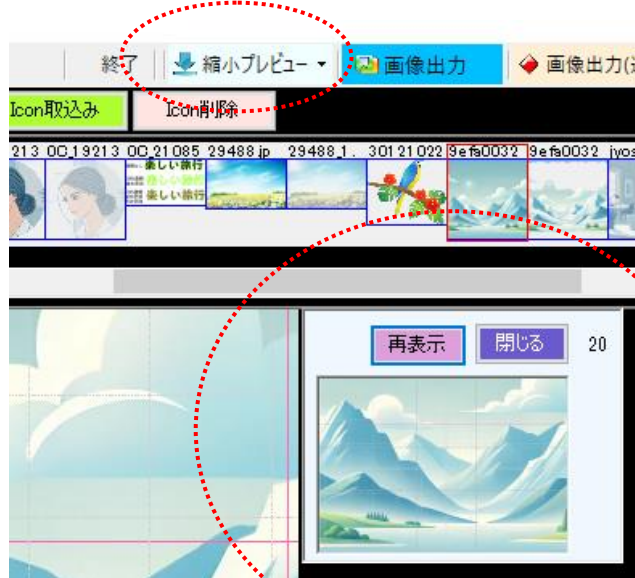 終了 縮小プレビュー 画像出力 画像出力(
Icon取込み Icon削除
213 0C_19213 0C_21085 29488.jp 29488_1. 30121022 9efa0032 9efa0032 iyos
楽しい旅行
楽しい旅行
楽しい旅行
再表示 閉じる 20